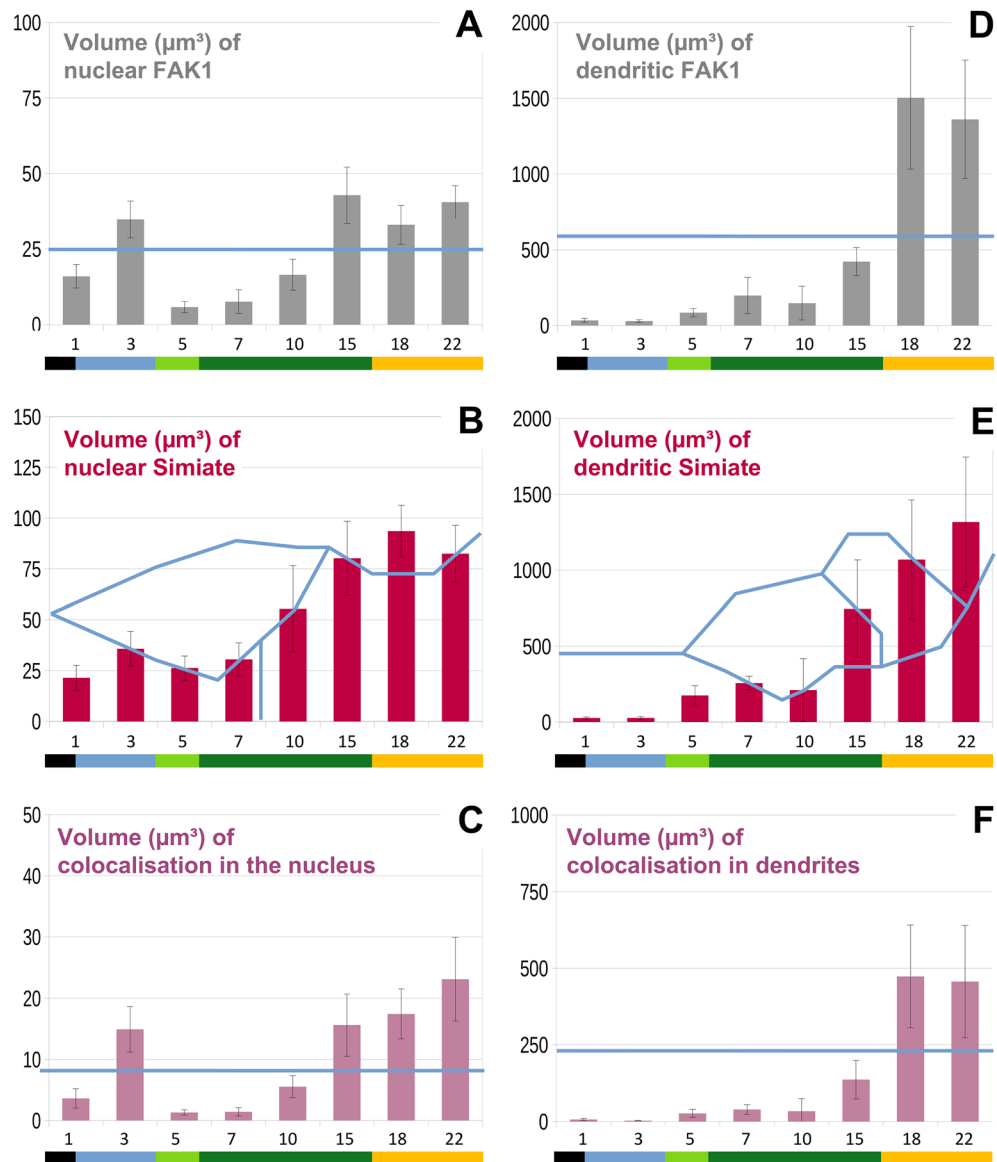 A
Volume (µm³) of
nuclear FAK1
100
75
50
25
0
1 3 5 7 10 15 18 22
D
Volume (µm³) of
dendritic FAK1
2000
1500
1000
500
0
1 3 5 7 10 15 18 22
B
Volume (µm³) of
nuclear Simiate
150
125
100
75
50
25
0
1 3 5 7 10 15 18 22
E
Volume (µm³) of
dendritic Simiate
2000
1500
1000
500
0
1 3 5 7 10 15 18 22
C
Volume (µm³) of
colocalisation in the nucleus
50
40
30
20
10
0
1 3 5 7 10 15 18 22
F
Volume (µm³) of
colocalisation in dendrites
1000
750
500
250
0
1 3 5 7 10 15 18 22